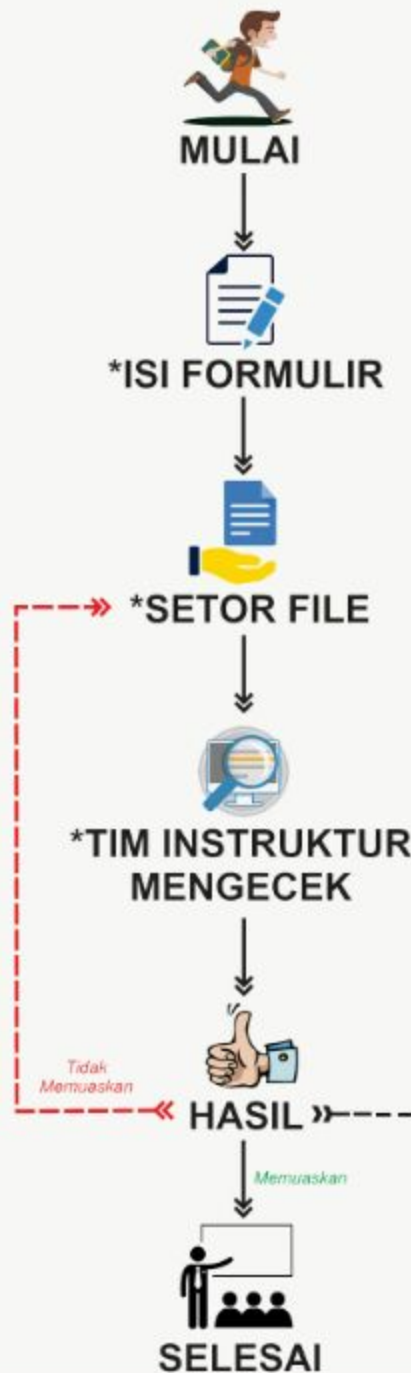 MULAI
*ISI FORMULIR
*SETOR FILE
*TIM INSTRUKTUR
MENGECEK
Tidak
Memuaskan
HASIL
Memuaskan
SELESAI